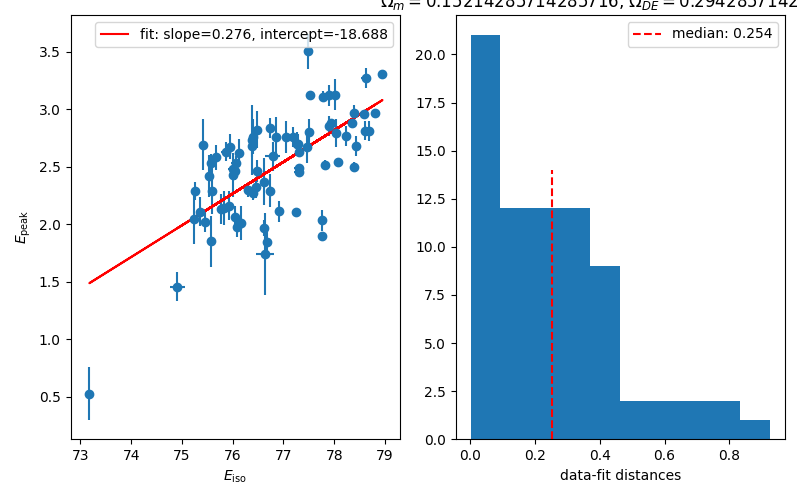 Ω_m = 0.15214285714285716, Ω_DE = 0.2942857142
fit: slope=0.276, intercept=-18.688
median: 0.254
3.5
3.0
2.5
2.0
1.5
1.0
0.5
E_peak
73 74 75 76 77 78 79
E_iso
20.0
17.5
15.0
12.5
10.0
7.5
5.0
2.5
0.0
0.0 0.2 0.4 0.6 0.8
data-fit distances